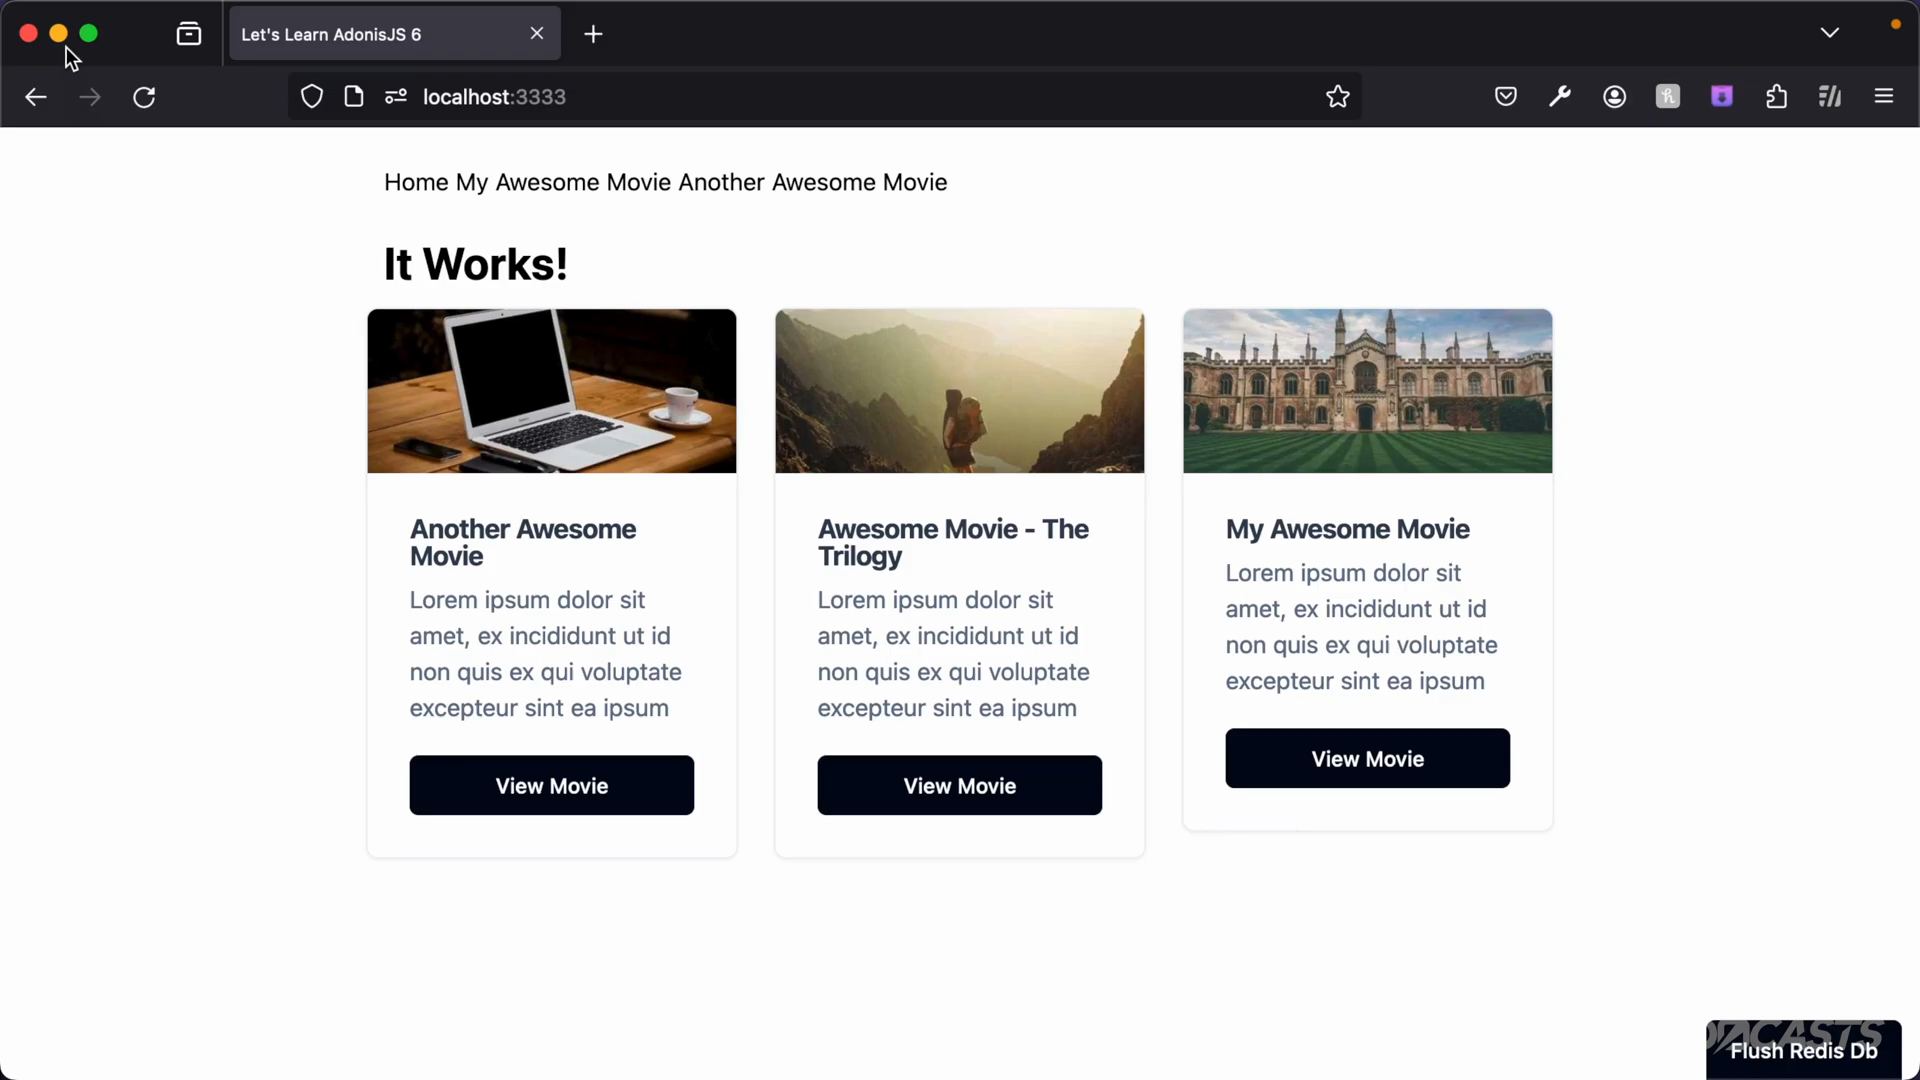 Let's Learn AdonisJS 6
localhost:3333
Home My Awesome Movie Another Awesome Movie
It Works!
Another Awesome
Movie
Lorem ipsum dolor sit
amet, ex incididunt ut id
non quis ex qui voluptate
excepteur sint ea ipsum
View Movie
Awesome Movie - The
Trilogy
Lorem ipsum dolor sit
amet, ex incididunt ut id
non quis ex qui voluptate
excepteur sint ea ipsum
View Movie
My Awesome Movie
Lorem ipsum dolor sit
amet, ex incididunt ut id
non quis ex qui voluptate
excepteur sint ea ipsum
View Movie
Flush Redis Db